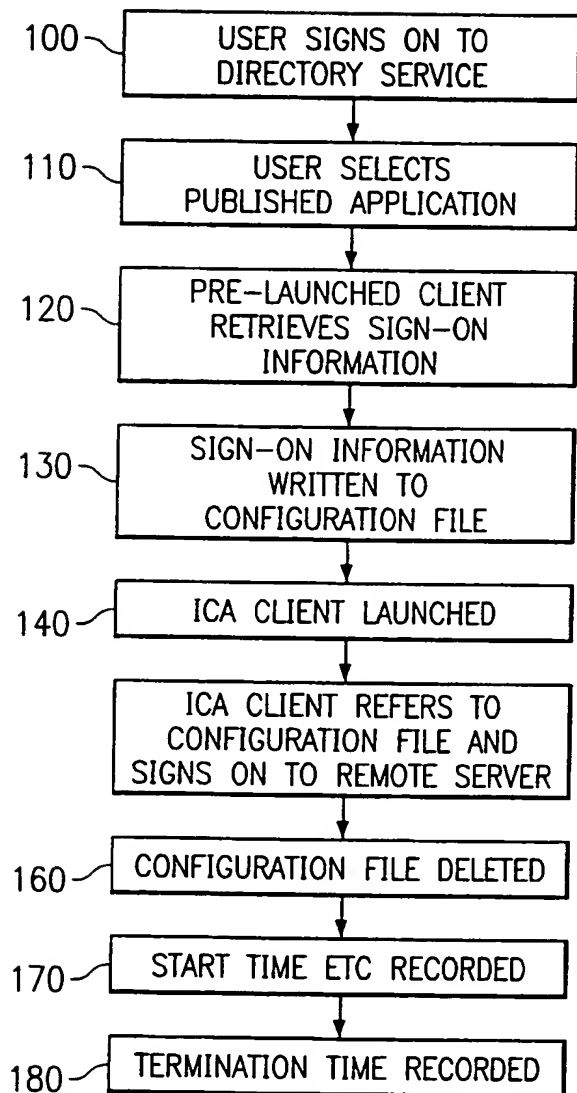 100
USER SIGNS ON TO
DIRECTORY SERVICE
110
USER SELECTS
PUBLISHED APPLICATION
120
PRE-LAUNCHED CLIENT
RETRIEVES SIGN-ON
INFORMATION
130
SIGN-ON INFORMATION
WRITTEN TO
CONFIGURATION FILE
140
ICA CLIENT LAUNCHED
ICA CLIENT REFERS TO
CONFIGURATION FILE AND
SIGNS ON TO REMOTE SERVER
160
CONFIGURATION FILE DELETED
170
START TIME ETC RECORDED
180
TERMINATION TIME RECORDED